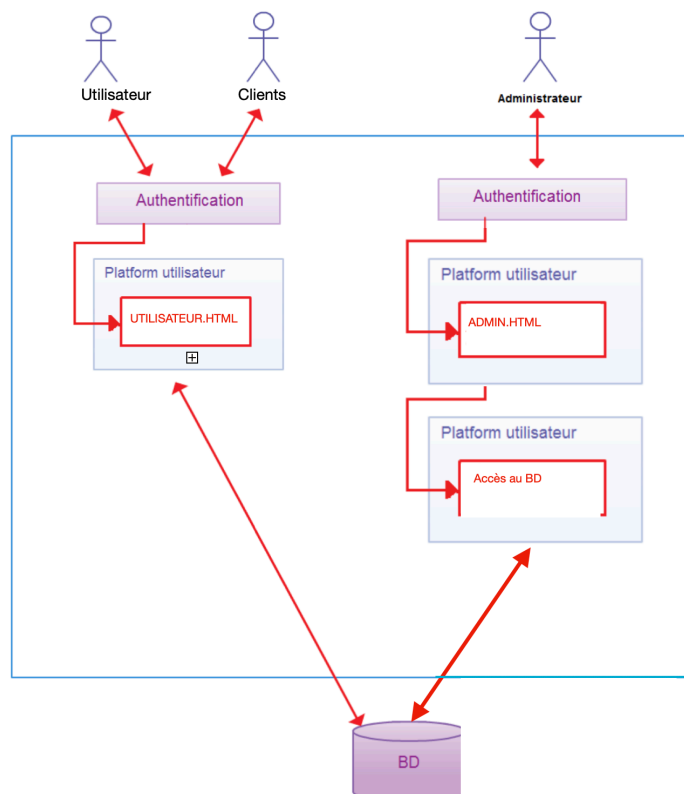 Utilisateur
Clients
Administrateur
Authentification
Authentification
Platform utilisateur
UTILISATEUR.HTML
Platform utilisateur
ADMIN.HTML
Platform utilisateur
Accès au BD
BD